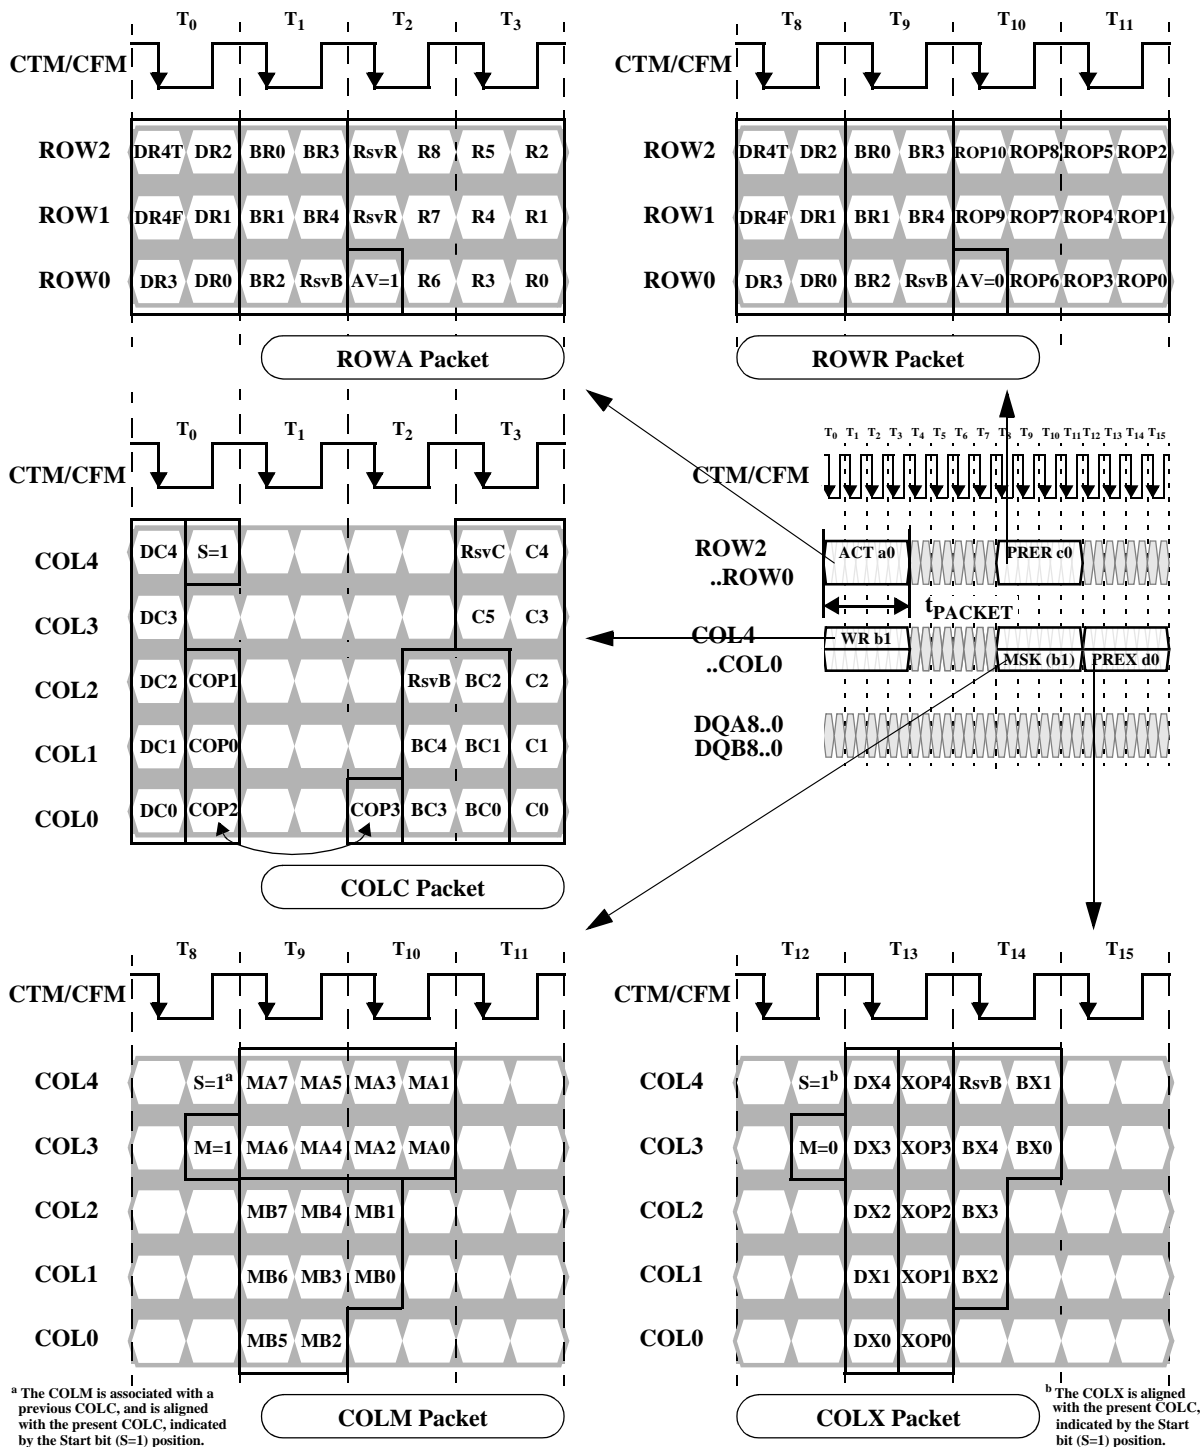 T0 T1 T2 T3
CTM/CFM
ROW2 DR4T DR2 BR0 BR3 RsvR R8 R5 R2
ROW1 DR4F DR1 BR1 BR4 RsvR R7 R4 R1
ROW0 DR3 DR0 BR2 RsvB AV=1 R6 R3 R0
ROWA Packet
T8 T9 T10 T11
CTM/CFM
ROW2 DR4T DR2 BR0 BR3 ROP10 ROP8 ROP5 ROP2
ROW1 DR4F DR1 BR1 BR4 ROP9 ROP7 ROP4 ROP1
ROW0 DR3 DR0 BR2 RsvB AV=0 ROP6 ROP3 ROP0
ROWR Packet
T0 T1 T2 T3
CTM/CFM
COL4 DC4 S=1 RsvC C4
COL3 DC3 C5 C3
COL2 DC2 COP1 RsvB BC2 C2
COL1 DC1 COP0 BC4 BC1 C1
COL0 DC0 COP2 COP3 BC3 BC0 C0
COLC Packet
T0 T1 T2 T3 T4 T5 T6 T7 T8 T9 T10 T11 T12 T13 T14 T15
CTM/CFM
ROW2 ACT a0 PRER c0
..ROW0
tPACKET
COL4 WR b1
..COL0 MSK (b1) PREX d0
DQA8..0
DQB8..0
T8 T9 T10 T11
CTM/CFM
COL4 S=1a MA7 MA5 MA3 MA1
COL3 M=1 MA6 MA4 MA2 MA0
COL2 MB7 MB4 MB1
COL1 MB6 MB3 MB0
COL0 MB5 MB2
COLM Packet
a The COLM is associated with a
previous COLC, and is aligned
with the present COLC, indicated
by the Start bit (S=1) position.
T12 T13 T14 T15
CTM/CFM
COL4 S=1b DX4 XOP4 RsvB BX1
COL3 M=0 DX3 XOP3 BX4 BX0
COL2 DX2 XOP2 BX3
COL1 DX1 XOP1 BX2
COL0 DX0 XOP0
COLX Packet
b The COLX is aligned
with the present COLC,
indicated by the Start
bit (S=1) position.